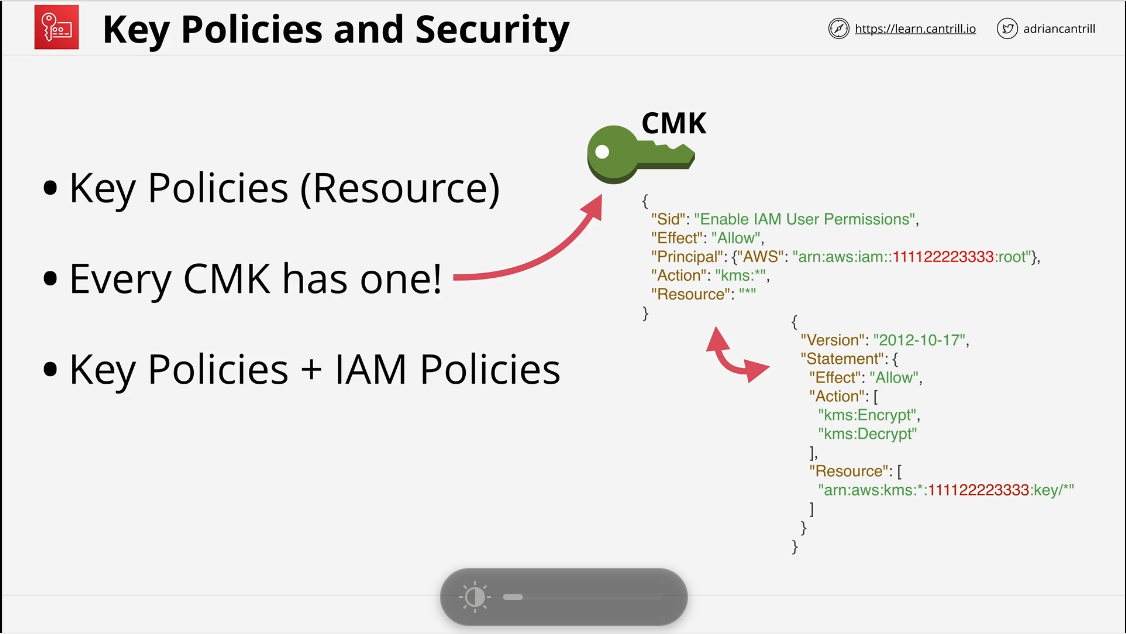 Key Policies and Security
https://learn.cantrill.io
adriancantrill
• Key Policies (Resource)
• Every CMK has one!
• Key Policies + IAM Policies
CMK
{
"Sid": "Enable IAM User Permissions",
"Effect": "Allow",
"Principal": {"AWS": "arn:aws:iam::111122223333:root"},
"Action": "kms:*",
"Resource": "*"
}
{
"Version": "2012-10-17",
"Statement": {
"Effect": "Allow",
"Action": [
"kms:Encrypt",
"kms:Decrypt"
],
"Resource": [
"arn:aws:kms:*:111122223333:key/*"
]
}
}